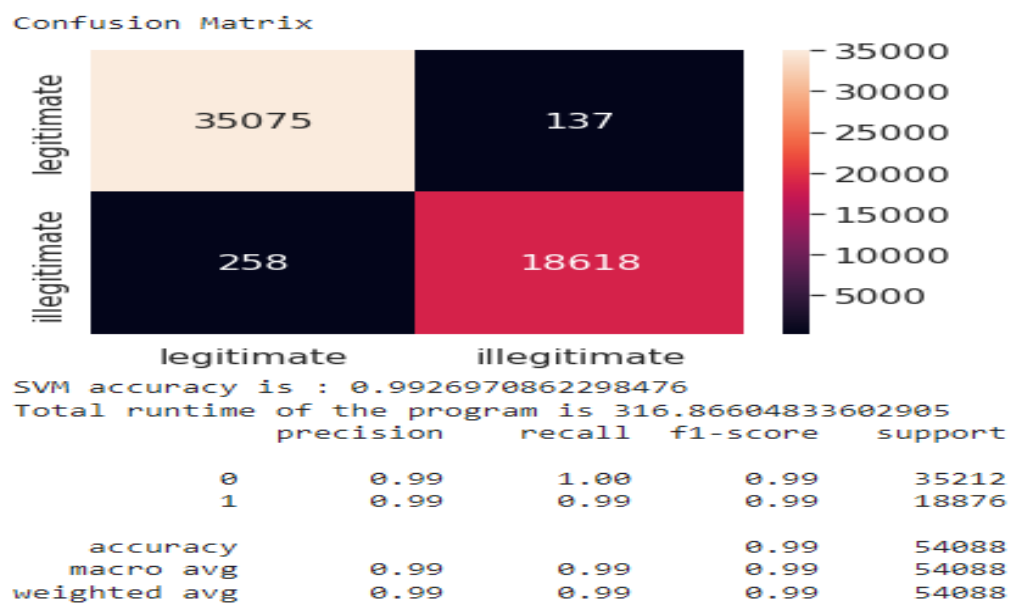 Confusion Matrix
legitimate
35075
137
illegitimate
258
18618
legitimate illegitimate
35000
30000
25000
20000
15000
10000
5000
SVM accuracy is : 0.9926970862298476
Total runtime of the program is 316.86604833602905
precision recall f1-score support
0 0.99 1.00 0.99 35212
1 0.99 0.99 0.99 18876
accuracy 0.99 54088
macro avg 0.99 0.99 0.99 54088
weighted avg 0.99 0.99 0.99 54088